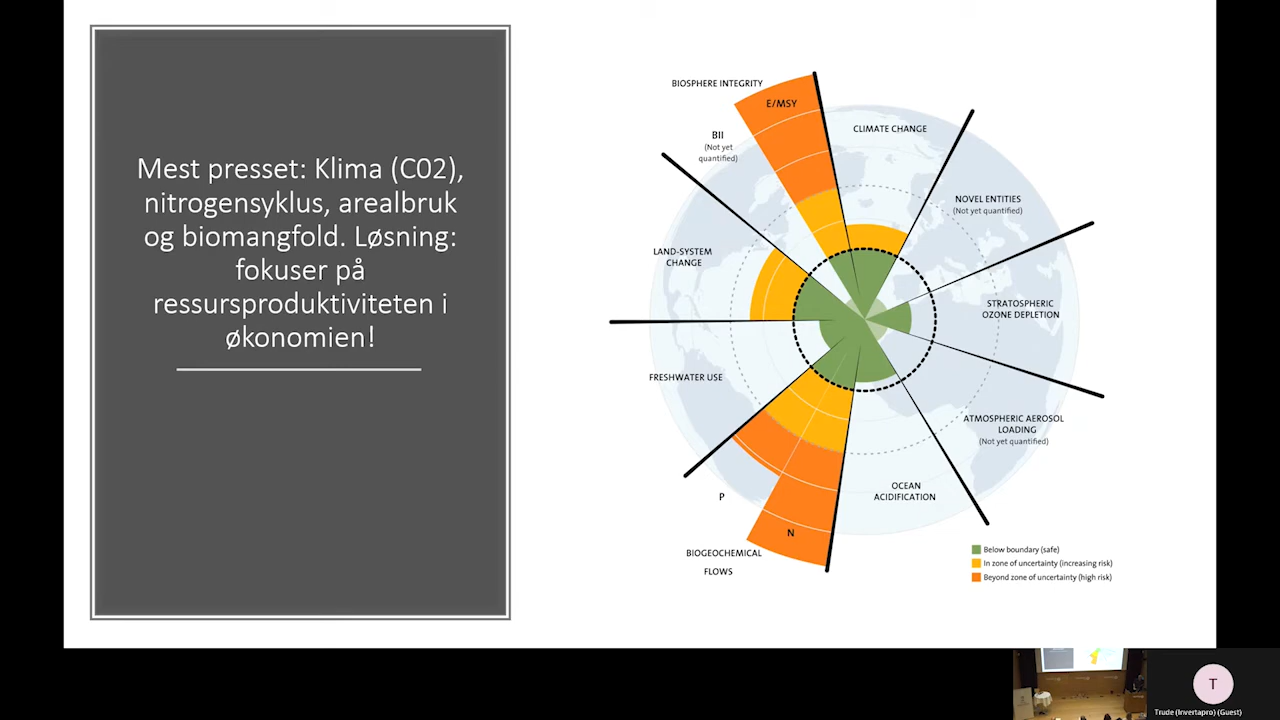 Mest presset: Klima (C02),
nitrogensyklus, arealbruk
og biomangfold. Løsning:
fokuser på
ressursproduktiviteten i
økonomien!
BIOSPHERE INTEGRITY
E/MSY
BII
(Not yet
quantified)
CLIMATE CHANGE
NOVEL ENTITIES
(Not yet quantified)
LAND-SYSTEM
CHANGE
STRATOSPHERIC
OZONE DEPLETION
FRESHWATER USE
ATMOSPHERIC AEROSOL
LOADING
(Not yet quantified)
P
OCEAN
ACIDIFICATION
N
BIOGEOCHEMICAL
FLOWS
Below boundary (safe)
In zone of uncertainty (increasing risk)
Beyond zone of uncertainty (high risk)
T
Trude (Invertapro) (Guest)